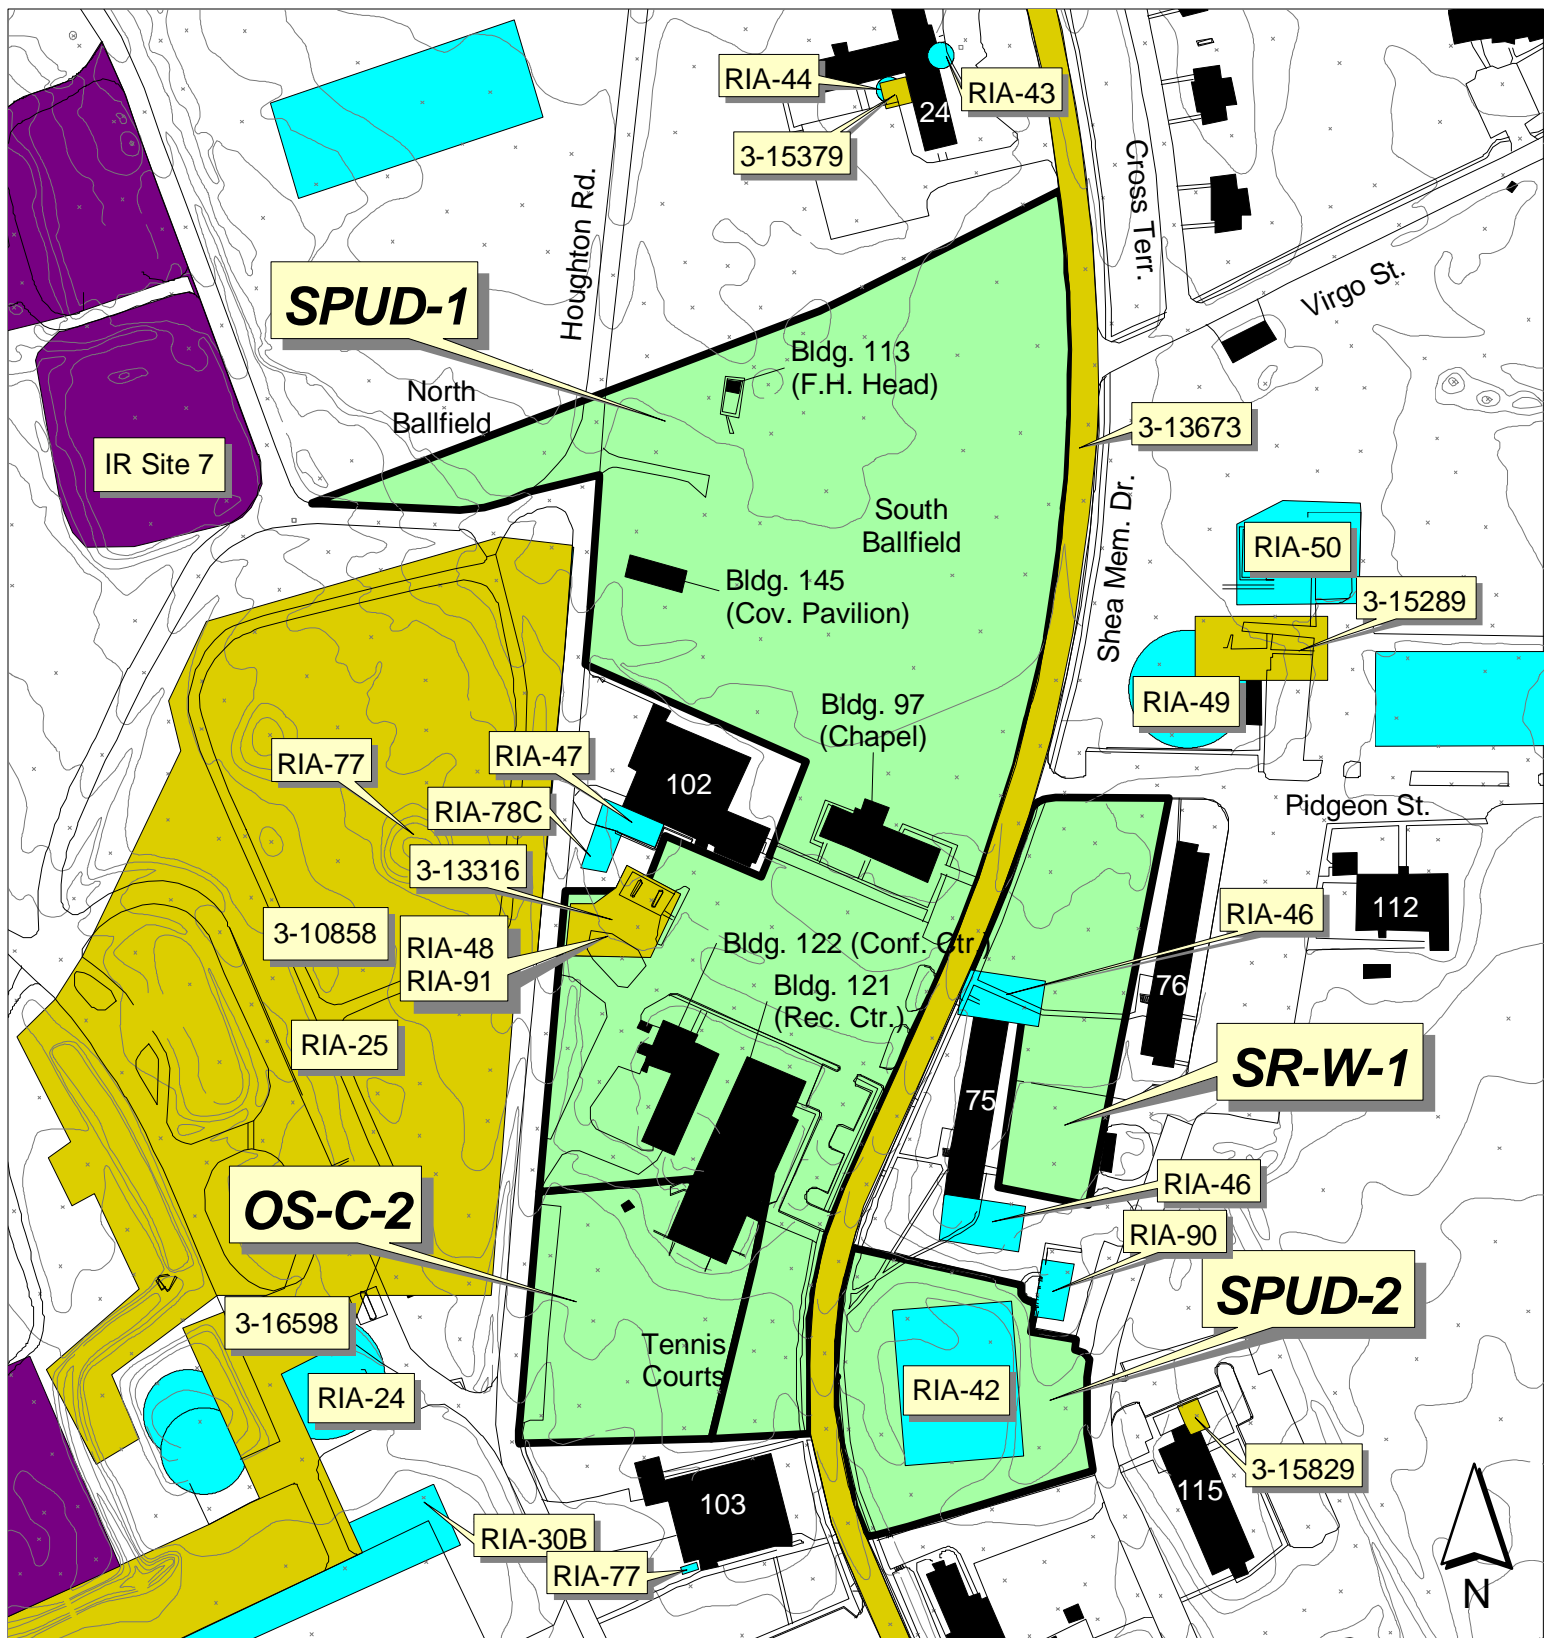 RIA-44
RIA-43
24
3-15379
Cross Terr.
Houghton Rd.
Virgo St.
SPUD-1
Bldg. 113
(F.H. Head)
North
Ballfield
3-13673
IR Site 7
South
Ballfield
Shea Mem. Dr.
RIA-50
Bldg. 145
(Cov. Pavilion)
3-15289
RIA-49
Bldg. 97
(Chapel)
RIA-77
RIA-47
102
RIA-78C
Pidgeon St.
3-13316
RIA-46
112
3-10858
RIA-48
RIA-91
Bldg. 122 (Conf. Ctr.)
Bldg. 121
(Rec. Ctr.)
76
RIA-25
SR-W-1
75
OS-C-2
RIA-46
RIA-90
SPUD-2
3-16598
Tennis
Courts
RIA-42
RIA-24
3-15829
115
103
RIA-30B
RIA-77
N